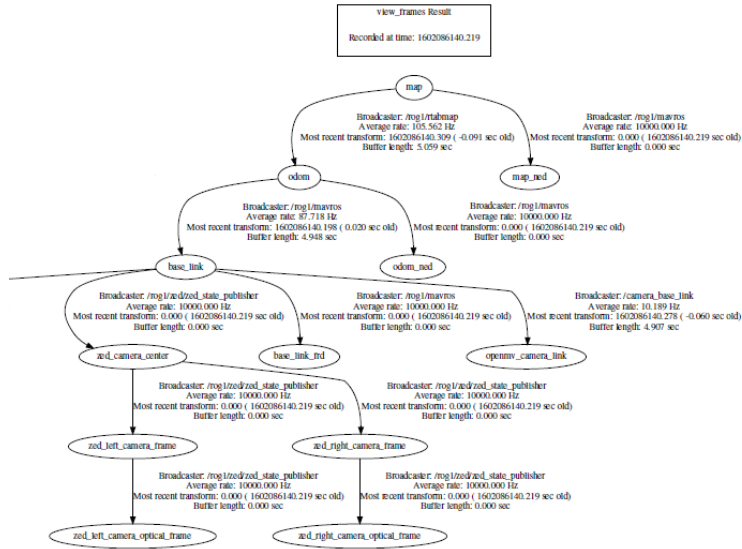 view_frames Result
Recorded at time: 1602086140.219
map
Broadcaster: /rog1/rtabmap
Average rate: 105.562 Hz
Most recent transform: 1602086140.309 ( -0.091 sec old)
Buffer length: 5.059 sec
Broadcaster: /rog1/mavros
Average rate: 10000.000 Hz
Most recent transform: 0.000 ( 1602086140.219 sec old)
Buffer length: 0.000 sec
odom
map_ned
Broadcaster: /rog1/mavros
Average rate: 87.718 Hz
Most recent transform: 1602086140.198 ( 0.020 sec old)
Buffer length: 4.948 sec
Broadcaster: /rog1/mavros
Average rate: 10000.000 Hz
Most recent transform: 0.000 ( 1602086140.219 sec old)
Buffer length: 0.000 sec
base_link
odom_ned
Broadcaster: /rog1/zed/zed_state_publisher
Average rate: 10000.000 Hz
Most recent transform: 0.000 ( 1602086140.219 sec old)
Buffer length: 0.000 sec
Broadcaster: /rog1/mavros
Average rate: 10000.000 Hz
Most recent transform: 0.000 ( 1602086140.219 sec old)
Buffer length: 0.000 sec
Broadcaster: /camera_base_link
Average rate: 10.189 Hz
Most recent transform: 1602086140.278 ( -0.060 sec old)
Buffer length: 4.907 sec
zed_camera_center
base_link_frd
openmv_camera_link
Broadcaster: /rog1/zed/zed_state_publisher
Average rate: 10000.000 Hz
Most recent transform: 0.000 ( 1602086140.219 sec old)
Buffer length: 0.000 sec
Broadcaster: /rog1/zed/zed_state_publisher
Average rate: 10000.000 Hz
Most recent transform: 0.000 ( 1602086140.219 sec old)
Buffer length: 0.000 sec
zed_left_camera_frame
zed_right_camera_frame
Broadcaster: /rog1/zed/zed_state_publisher
Average rate: 10000.000 Hz
Most recent transform: 0.000 ( 1602086140.219 sec old)
Buffer length: 0.000 sec
Broadcaster: /rog1/zed/zed_state_publisher
Average rate: 10000.000 Hz
Most recent transform: 0.000 ( 1602086140.219 sec old)
Buffer length: 0.000 sec
zed_left_camera_optical_frame
zed_right_camera_optical_frame